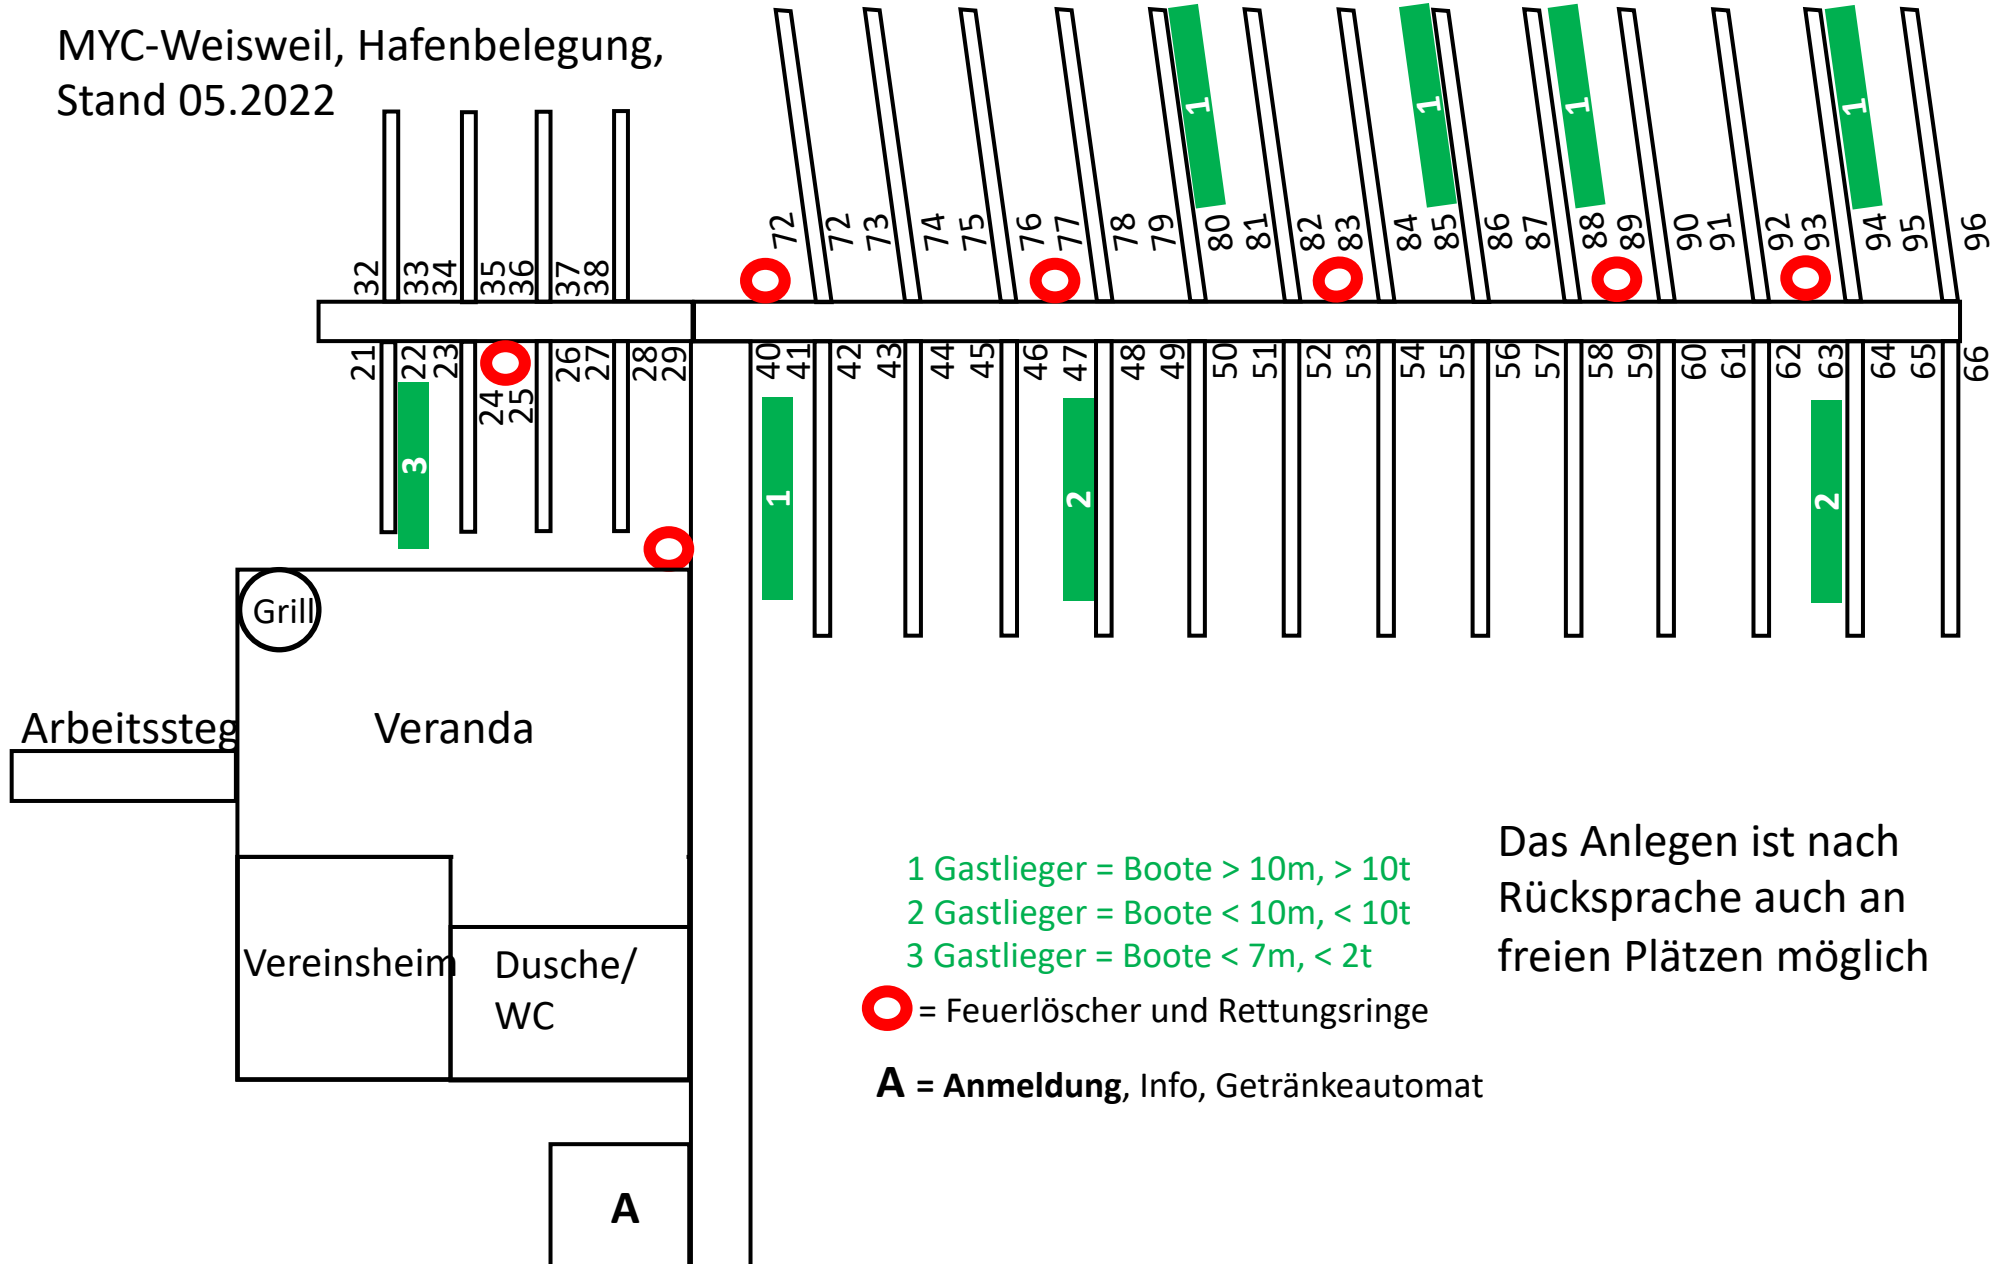 MYC-Weisweil, Hafenbelegung,
Stand 05.2022
1 1 1 1
72 72 73 74 75 76 77 78 79 80 81 82 83 84 85 86 87 88 89 90 91 92 93 94 95 96
32 33 34 35 36 37 38
21 22 23 24 25 26 27 28 29
40 41 42 43 44 45 46 47 48 49 50 51 52 53 54 55 56 57 58 59 60 61 62 63 64 65 66
3 1 2 2
Grill
Arbeitssteg
Veranda
Vereinsheim
Dusche/
WC
A
1 Gastlieger = Boote > 10m, > 10t
2 Gastlieger = Boote < 10m, < 10t
3 Gastlieger = Boote < 7m, < 2t
= Feuerlöscher und Rettungsringe
A = Anmeldung, Info, Getränkeautomat
Das Anlegen ist nach
Rücksprache auch an
freien Plätzen möglich